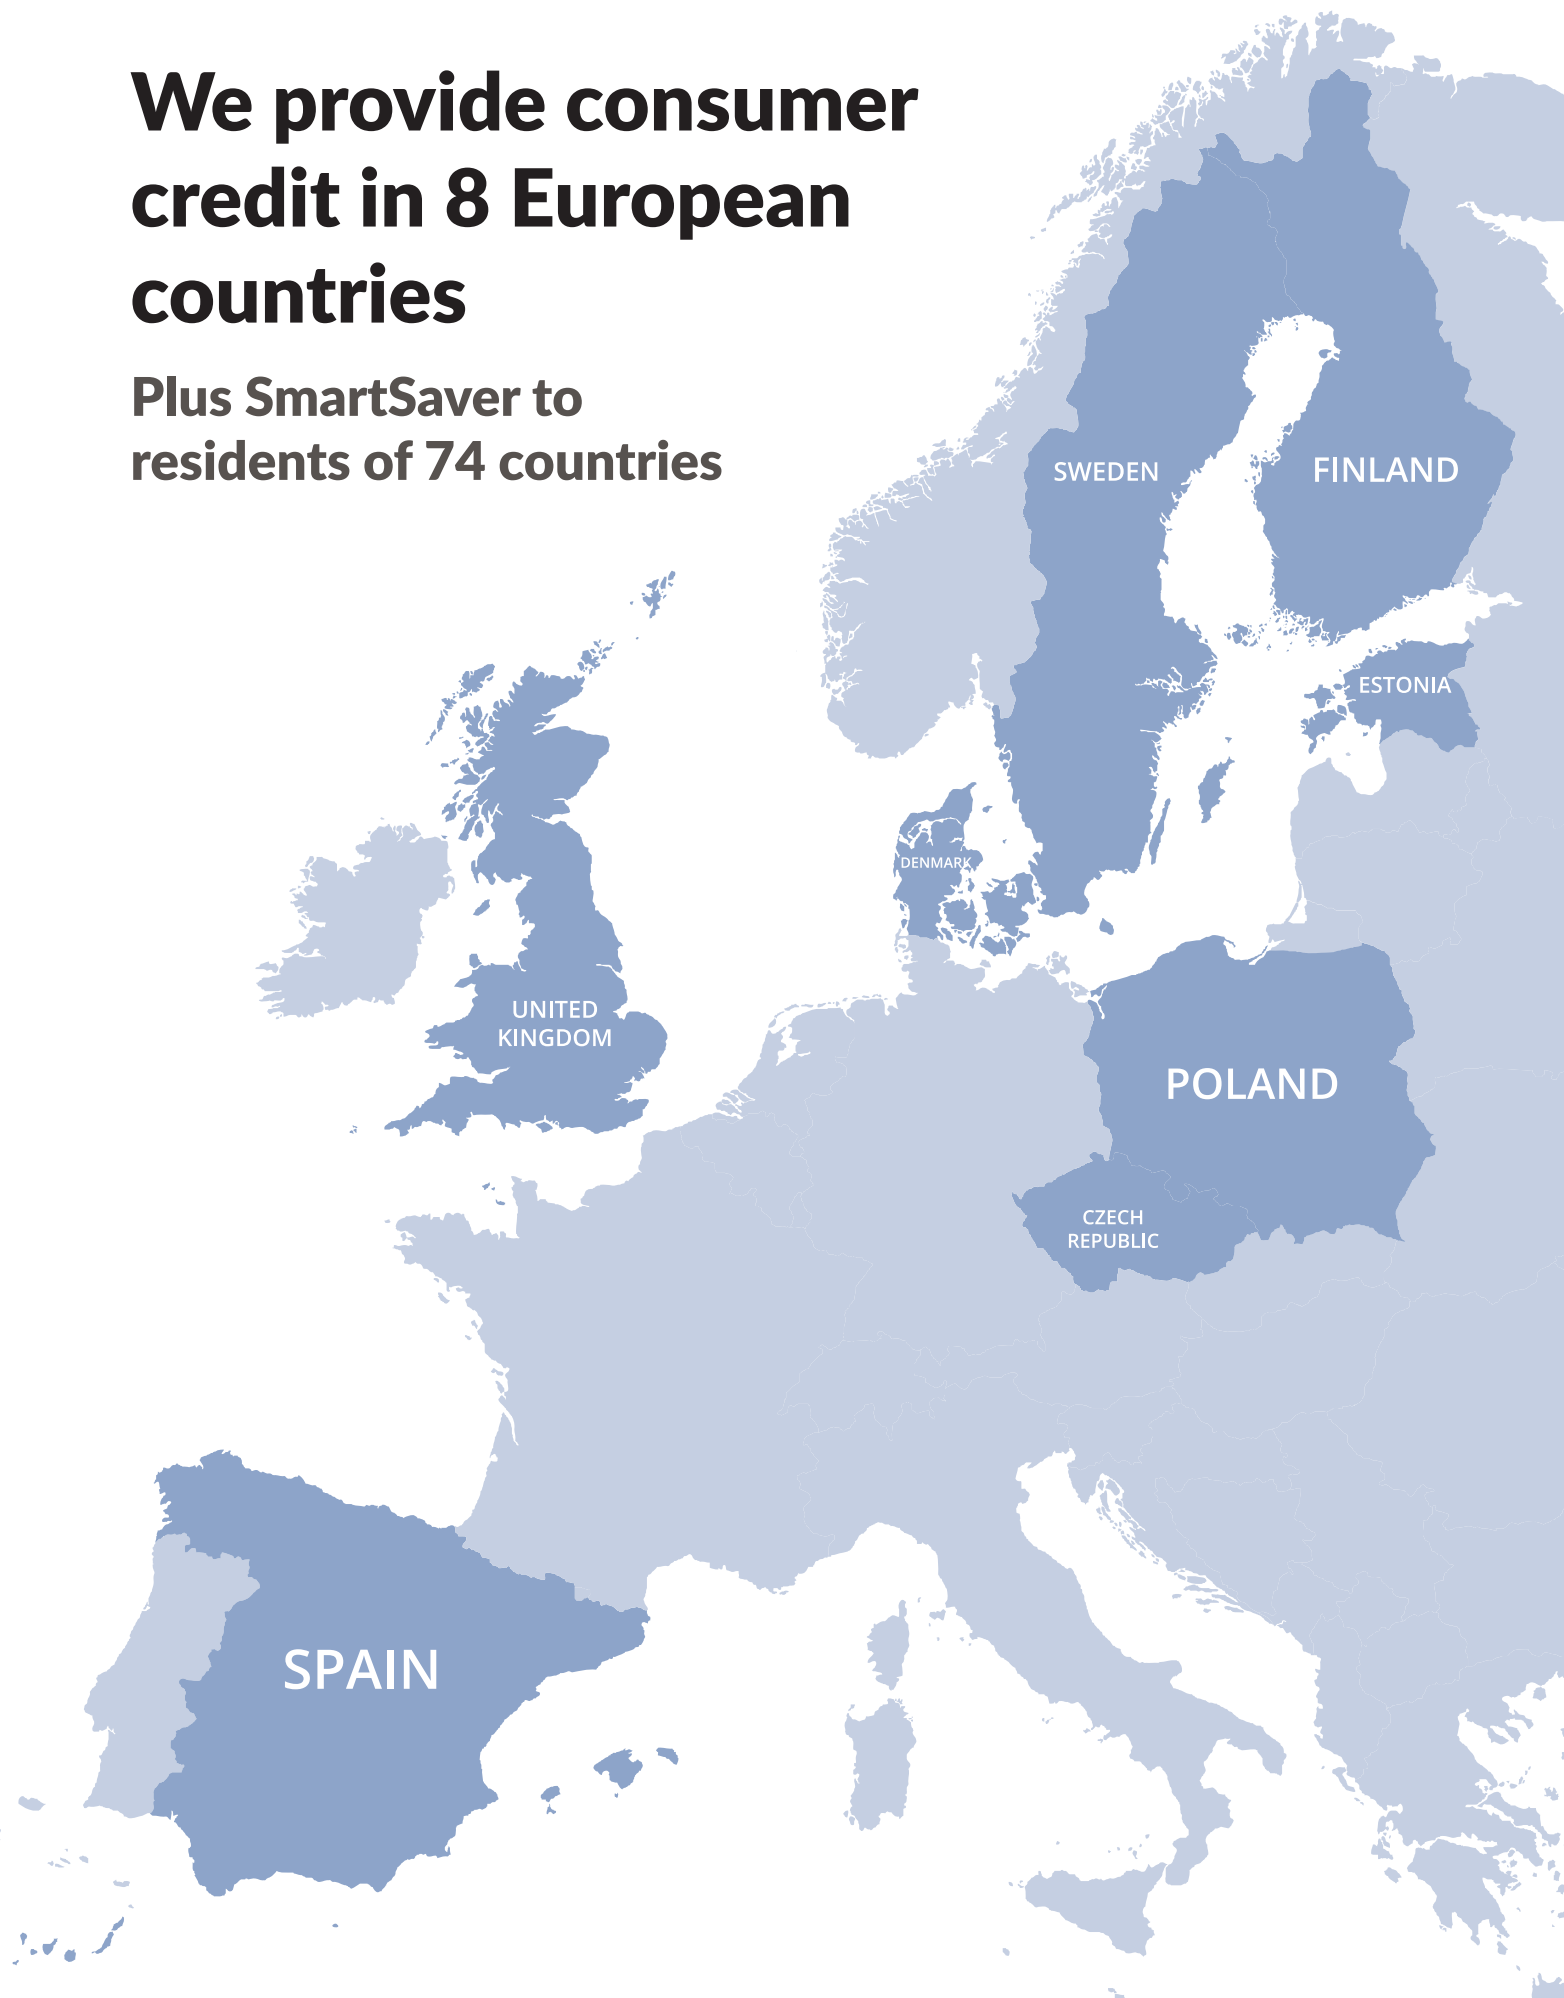 We provide consumer
credit in 8 European
countries
Plus SmartSaver to
residents of 74 countries
SWEDEN
FINLAND
ESTONIA
DENMARK
UNITED
KINGDOM
POLAND
CZECH
REPUBLIC
SPAIN